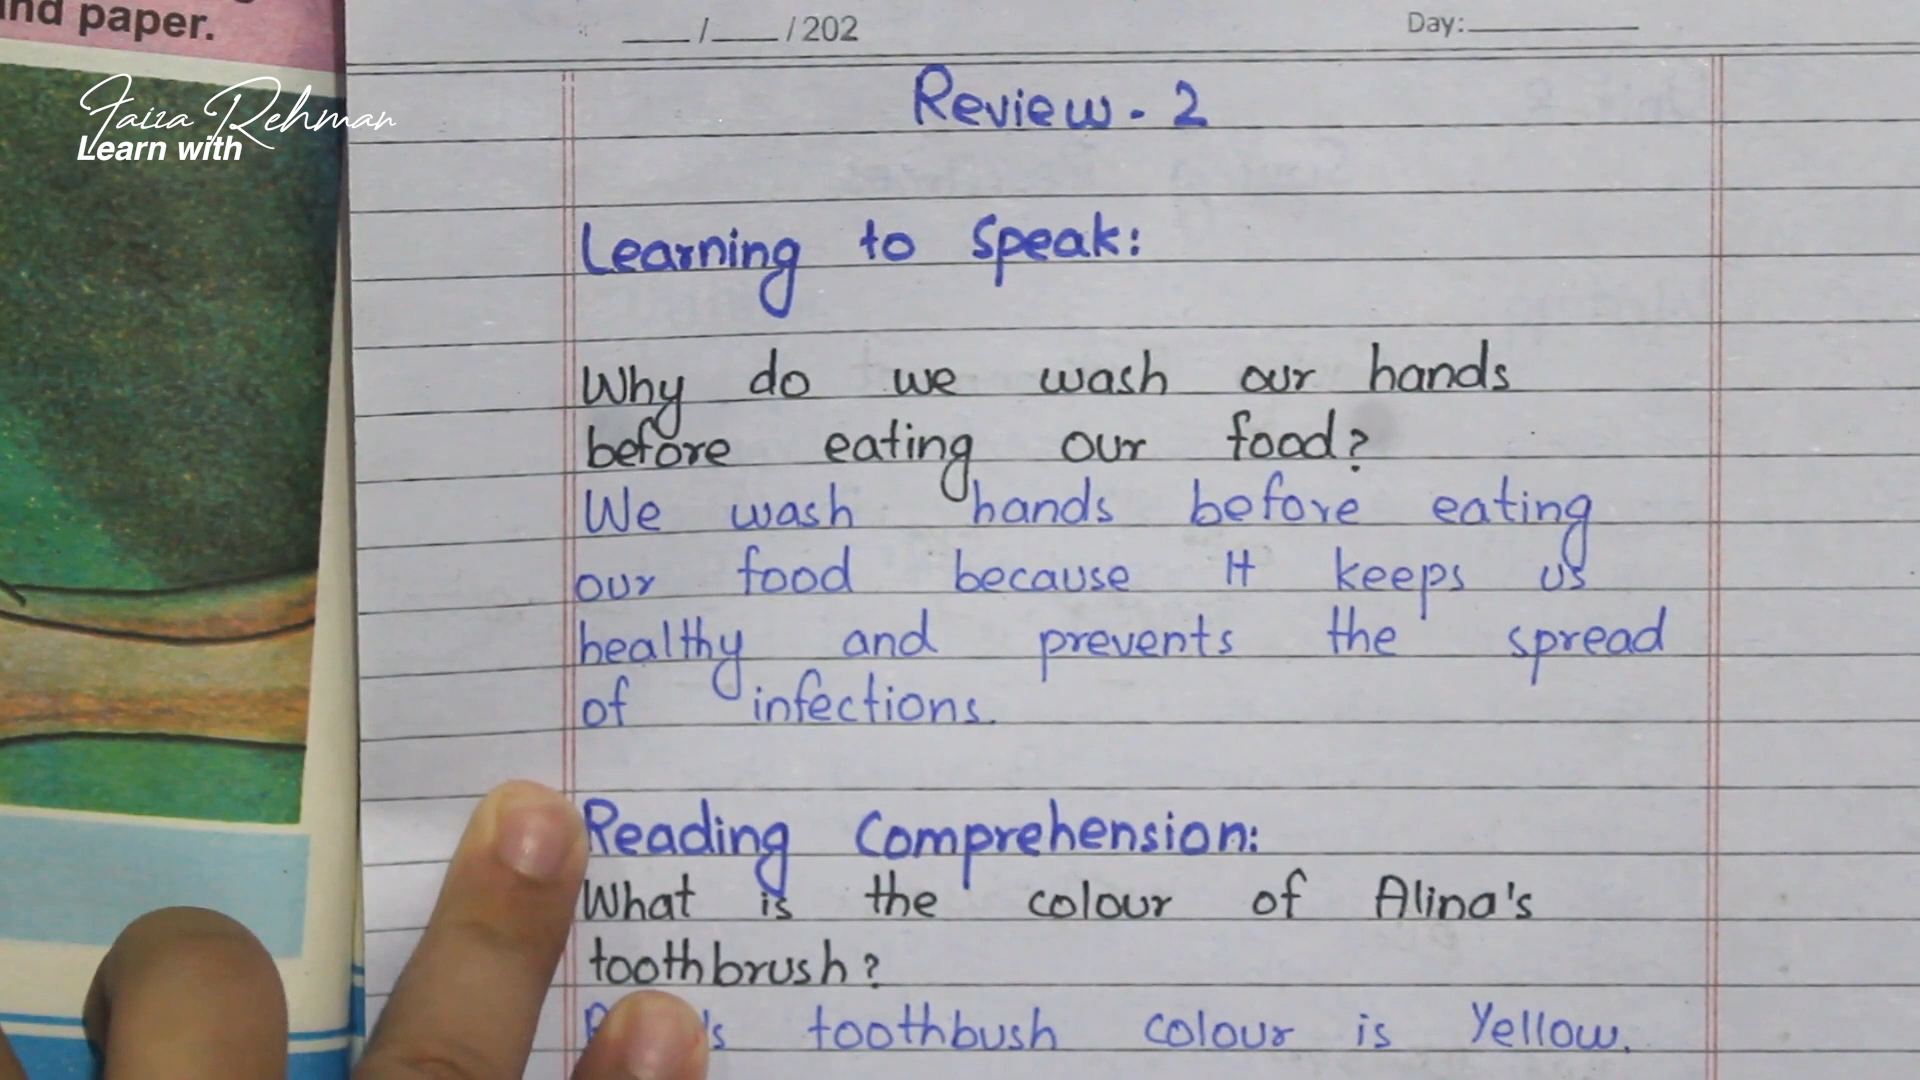 nd paper.
Faiza Rehman
Learn with
__/__/202
Day:
Review - 2
Learning to speak:
Why do we wash our hands
before eating our food?
We wash hands before eating
our food because it keeps us
healthy and prevents the spread
of infections.
Reading Comprehension:
What is the colour of Alina's
toothbrush?
toothbush colour is Yellow.